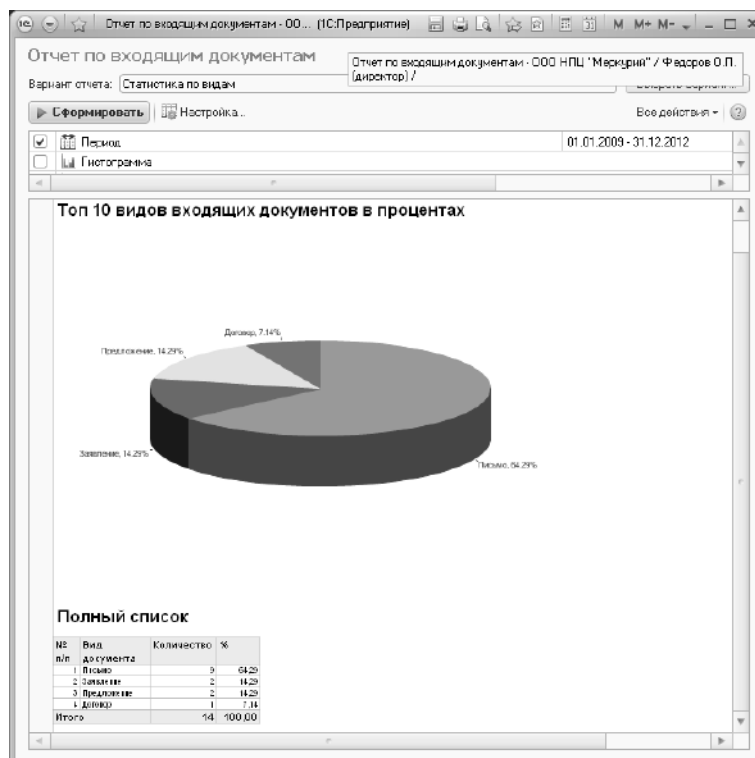 Отчет по входящим документам - ОО... (1С:Предприятие)
M M+ M-
Отчет по входящим документам
Отчет по входящим документам - ООО НПЦ "Меркурий" / Федоров О.П.
(директор) /
Вариант отчета: Статистика по видам
Сформировать Настройка... Все действия
Период 01.01.2009 - 31.12.2012
Гистограмма
Топ 10 видов входящих документов в процентах
Договор, 7.14%
Предложение, 14.29%
Заявление, 14.29%
Письмо, 64.29%
Полный список
№ Вид Количество %
п/п документа
1 Письмо 9 64,29
2 Заявление 2 14,29
3 Предложение 2 14,29
4 Договор 1 7,14
Итого 14 100,00